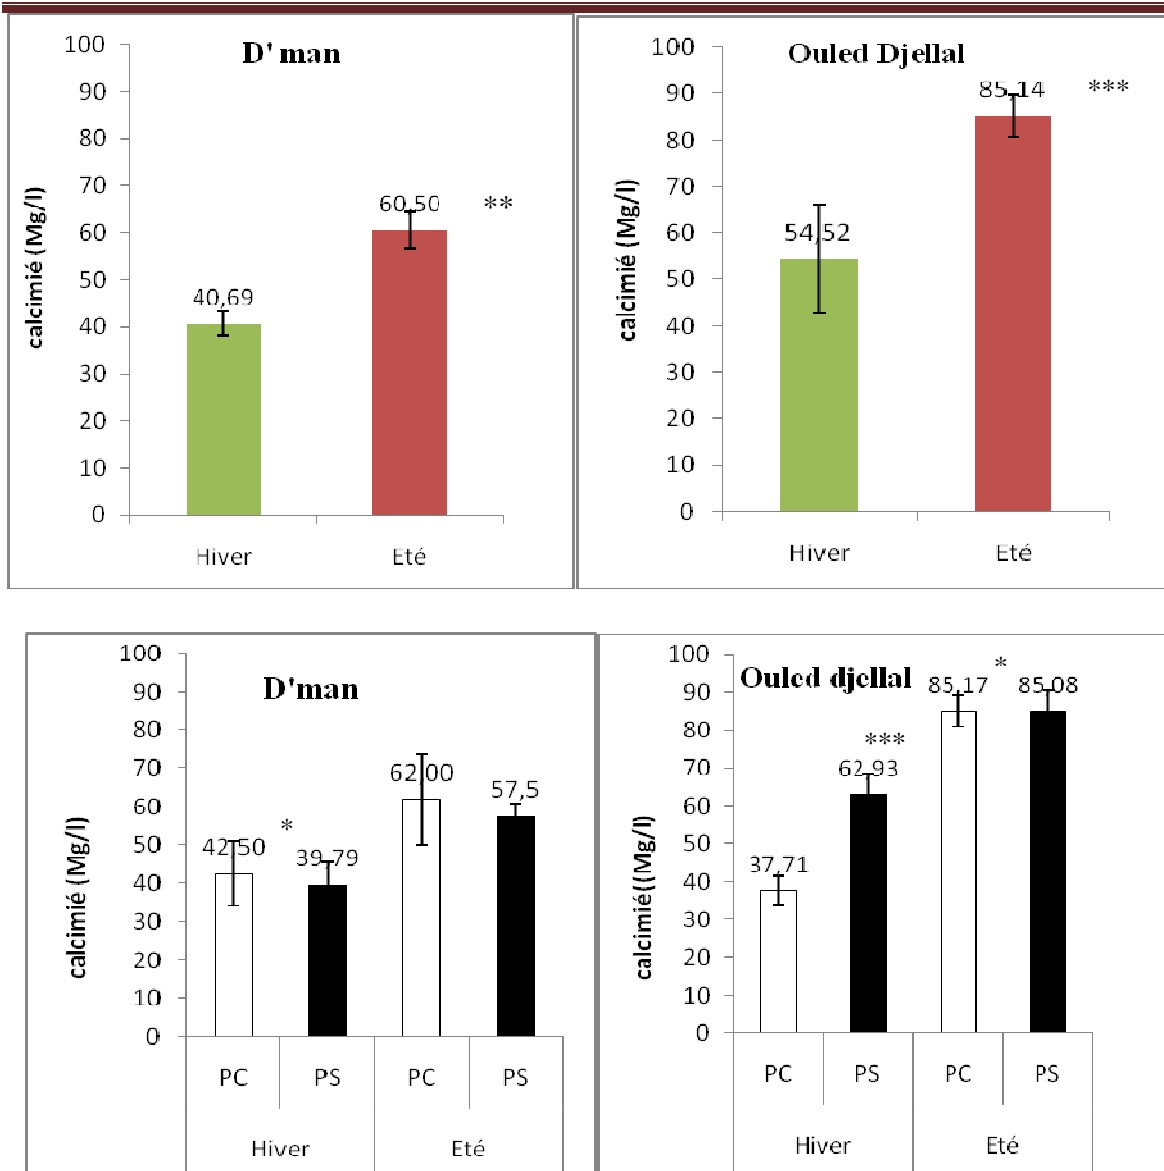 D' man
calcimié (Mg/l)
100
90
80
70
60
50
40
30
20
10
0
40,69
60,50
**
Hiver
Eté
Ouled Djellal
calcimié (Mg/l)
100
90
80
70
60
50
40
30
20
10
0
54,52
85,14
***
Hiver
Eté
D'man
calcimié (Mg/l)
100
90
80
70
60
50
40
30
20
10
0
42,50
*
39,79
62,00
57,5
PC
PS
PC
PS
Hiver
Eté
Ouled djellal
calcimié((Mg/l)
100
90
80
70
60
50
40
30
20
10
0
37,71
***
62,93
85,17
*
85,08
PC
PS
PC
PS
Hiver
Eté